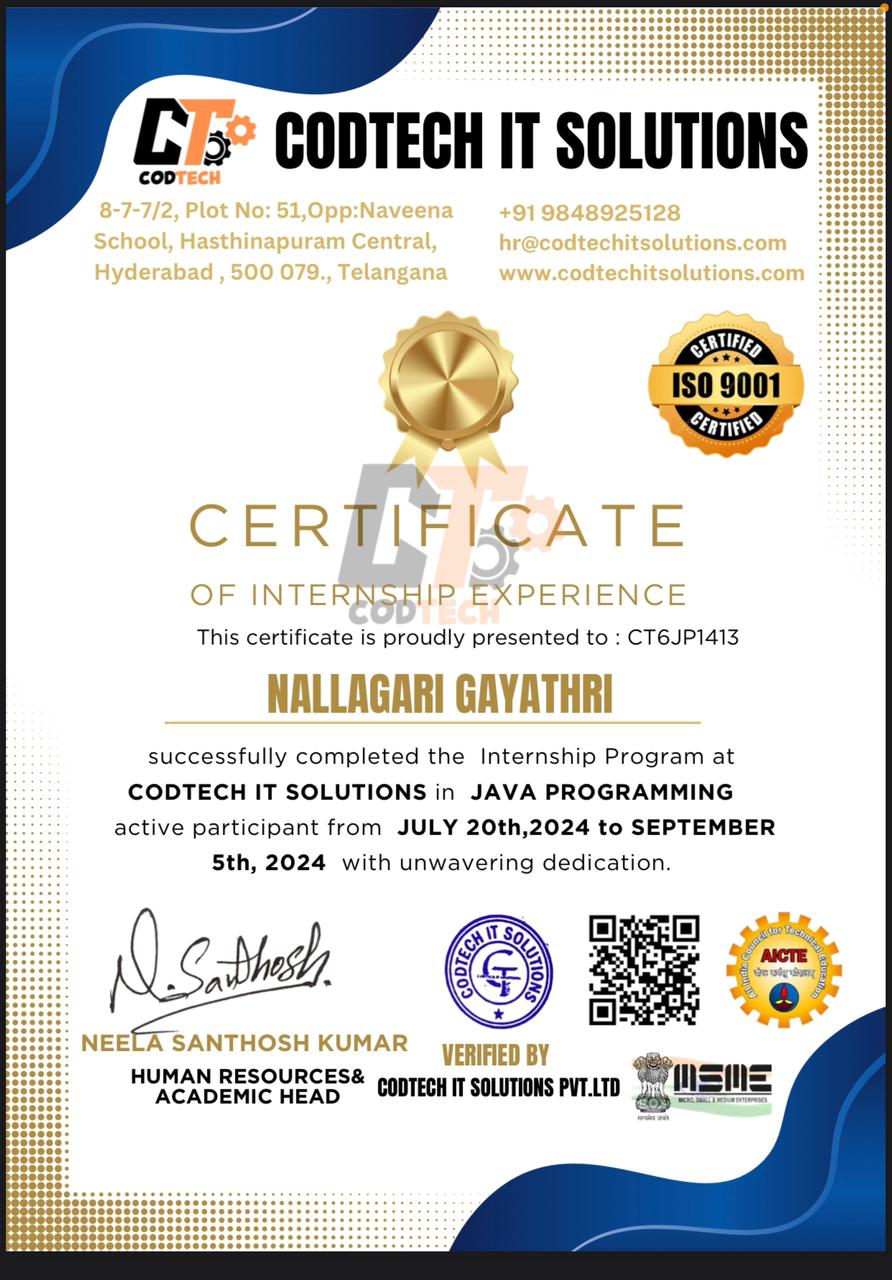 CT
CODTECH
CODTECH IT SOLUTIONS
8-7-7/2, Plot No: 51,Opp:Naveena
School, Hasthinapuram Central,
Hyderabad , 500 079., Telangana
+91 9848925128
hr@codtechitsolutions.com
www.codtechitsolutions.com
CERTIFIED
ISO 9001
CERTIFIED
CT
CODTECH
CERTIFICATE
OF INTERNSHIP EXPERIENCE
This certificate is proudly presented to : CT6JP1413
NALLAGARI GAYATHRI
successfully completed the Internship Program at
CODTECH IT SOLUTIONS in JAVA PROGRAMMING
active participant from JULY 20th,2024 to SEPTEMBER
5th, 2024 with unwavering dedication.
N. Santhosh.
NEELA SANTHOSH KUMAR
HUMAN RESOURCES&
ACADEMIC HEAD
CODTECH IT SOLUTIONS
CT
VERIFIED BY
CODTECH IT SOLUTIONS PVT.LTD
All India Council for Technical Education
AICTE
सत्यमेव जयते
MSME
MICRO, SMALL & MEDIUM ENTERPRISES